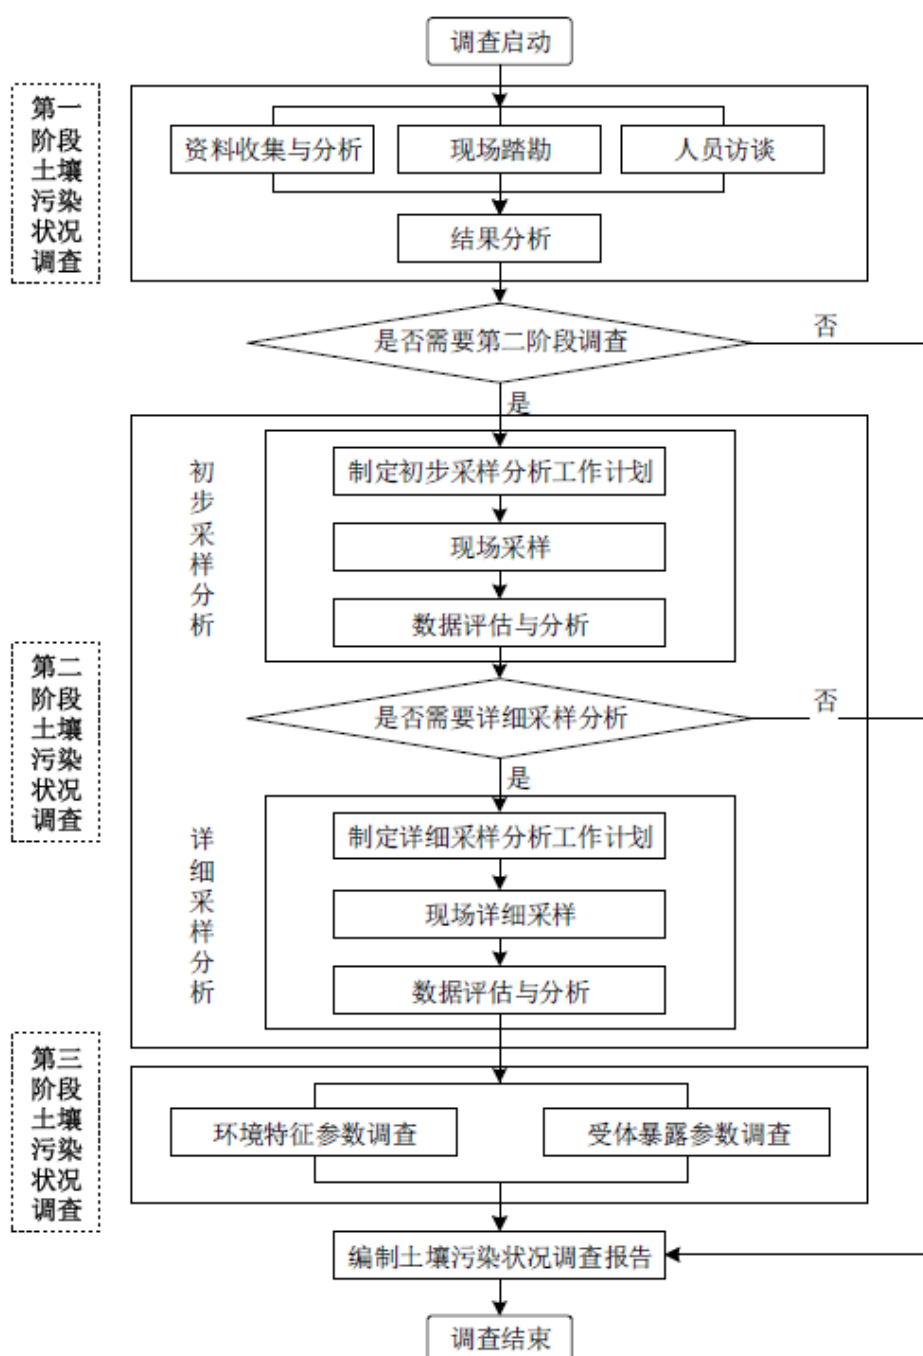 调查启动
第一
阶段
土壤
污染
状况
调查
资料收集与分析
现场踏勘
人员访谈
结果分析
是否需要第二阶段调查
否
是
第二
阶段
土壤
污染
状况
调查
初
步
采
样
分
析
制定初步采样分析工作计划
现场采样
数据评估与分析
是否需要详细采样分析
否
是
详
细
采
样
分
析
制定详细采样分析工作计划
现场详细采样
数据评估与分析
第三
阶段
土壤
污染
状况
调查
环境特征参数调查
受体暴露参数调查
编制土壤污染状况调查报告
调查结束